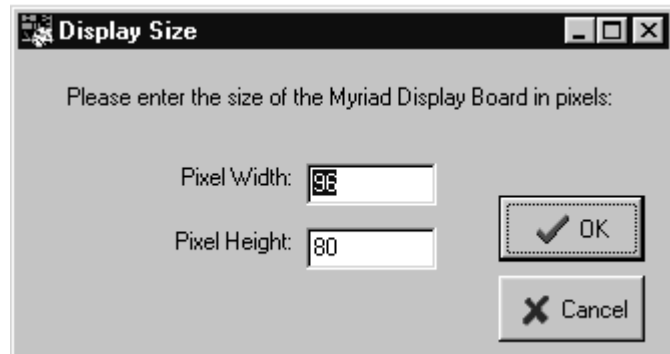 Display Size
Please enter the size of the Myriad Display Board in pixels:
Pixel Width: 96
Pixel Height: 80
OK
Cancel